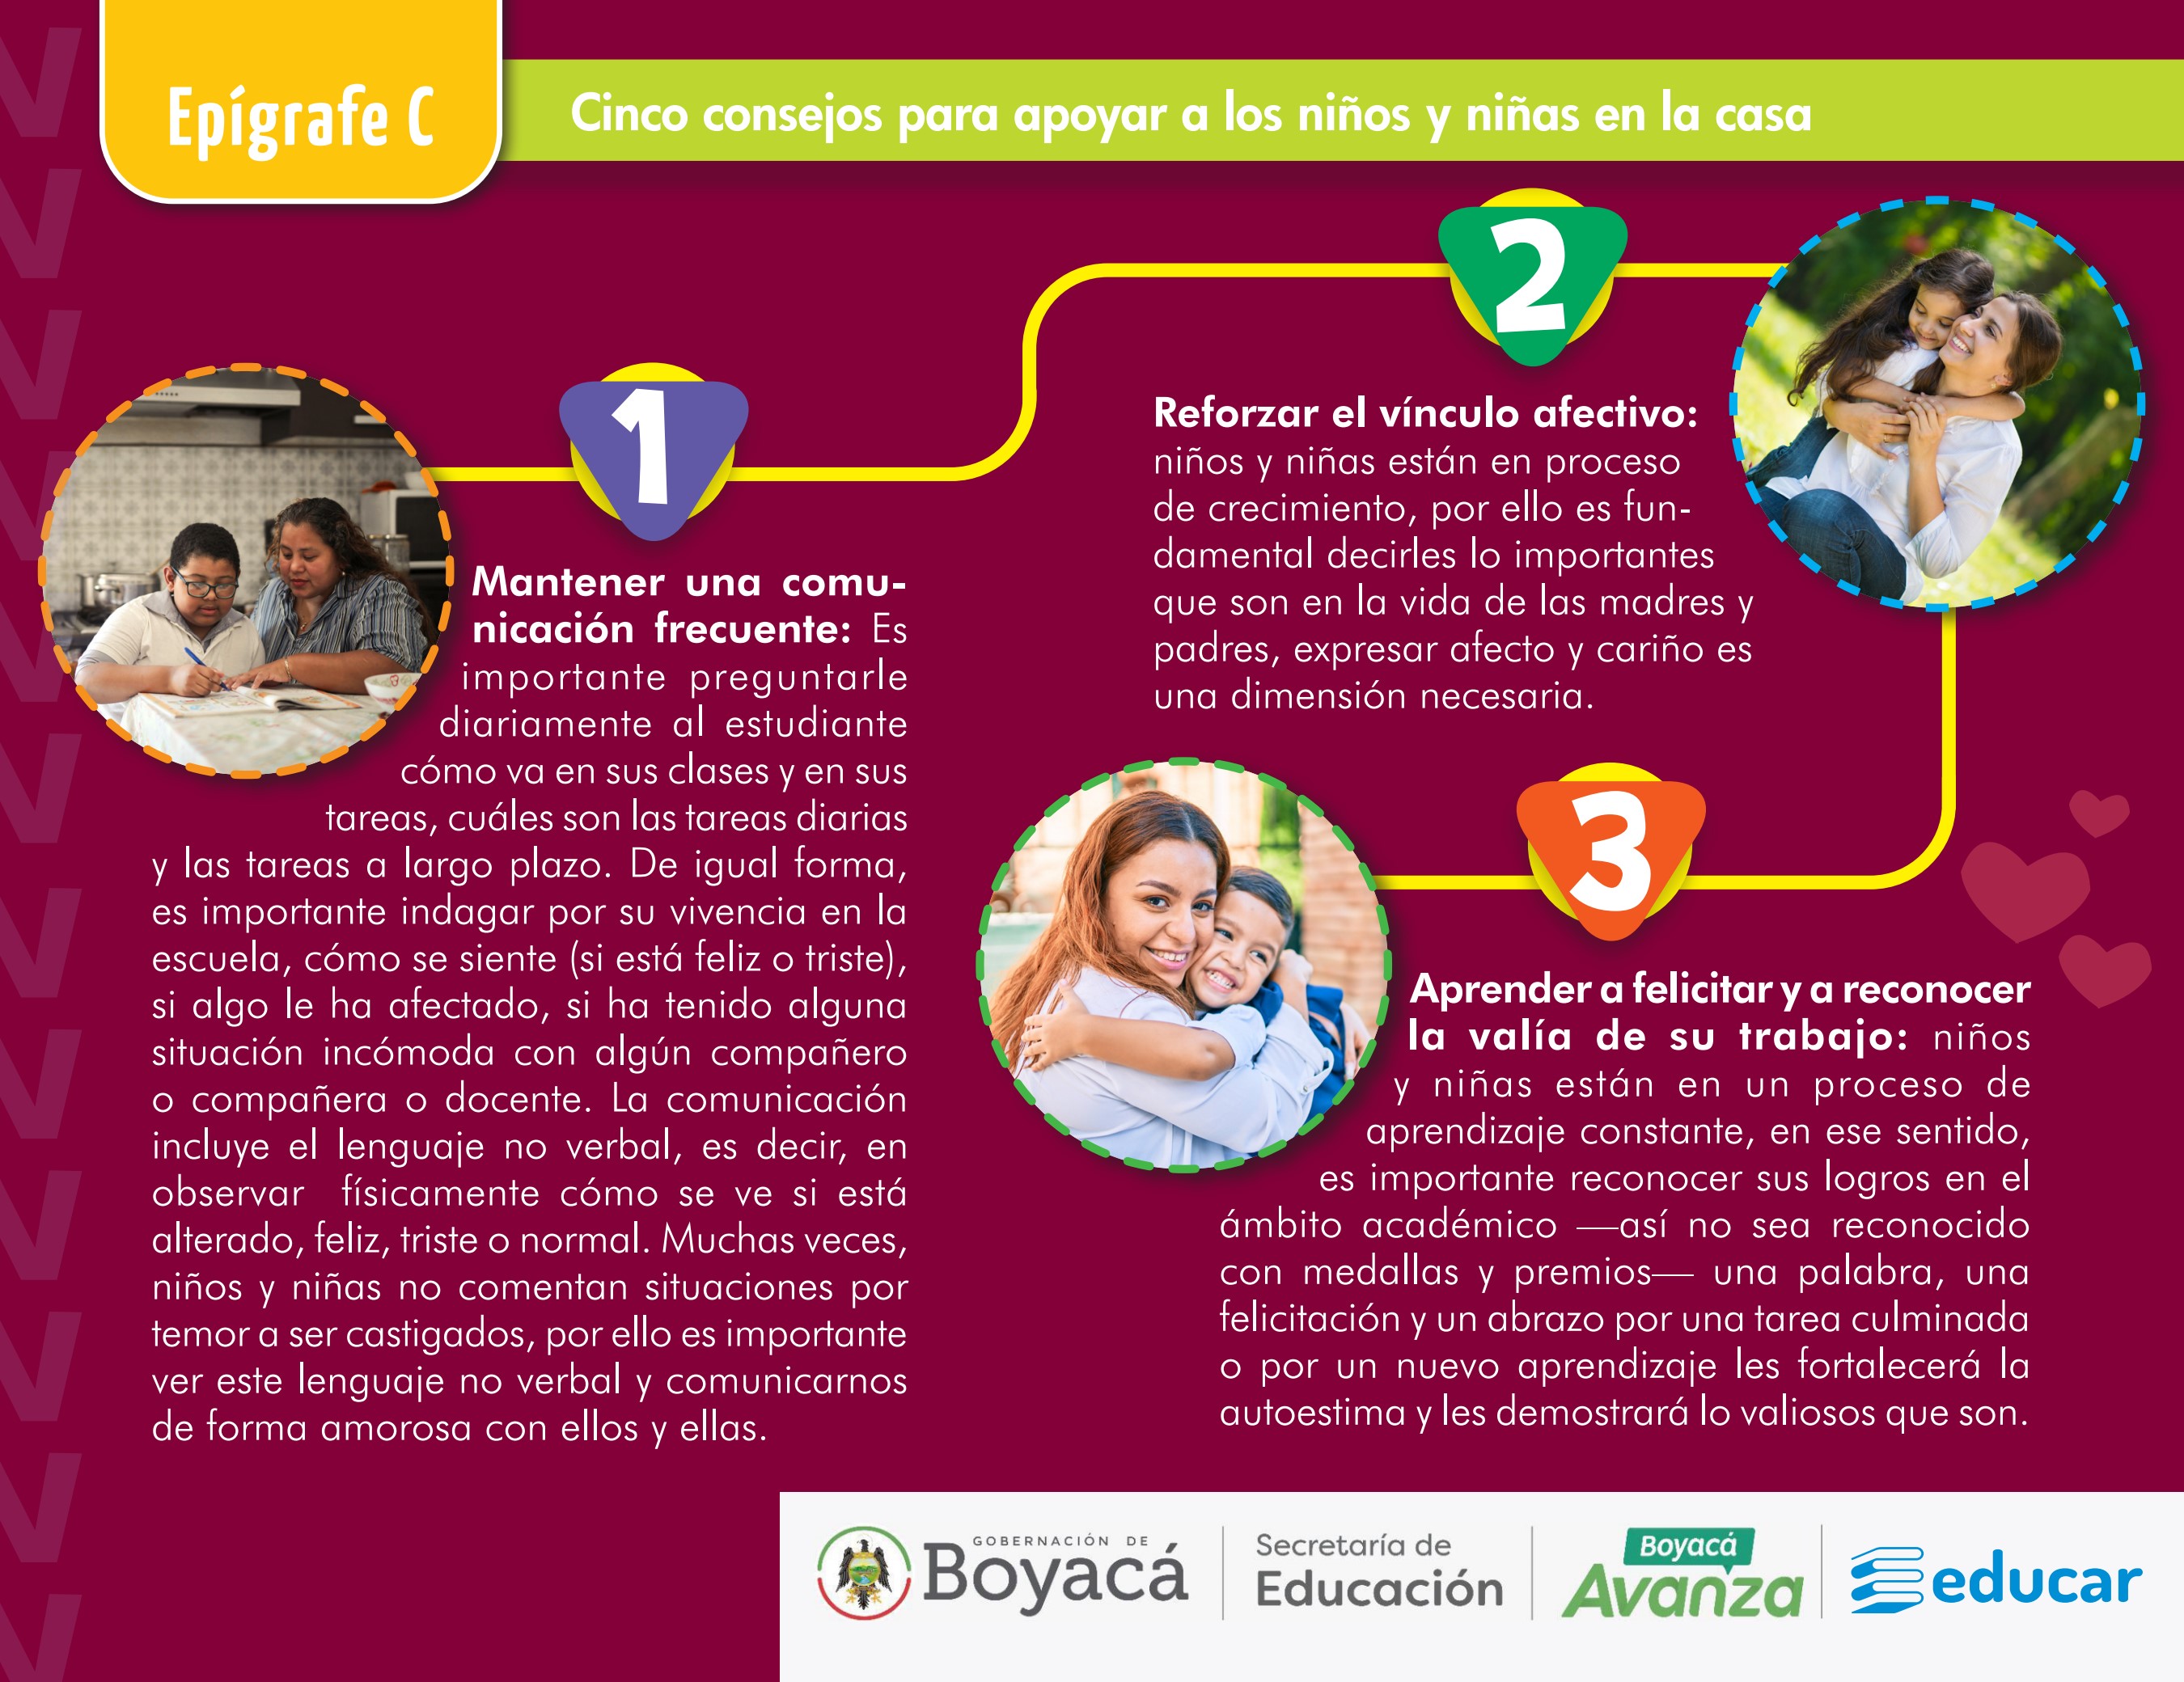 Epígrafe C
Cinco consejos para apoyar a los niños y niñas en la casa
1
Mantener una comu-
nicación frecuente: Es
importante preguntarle
diariamente al estudiante
cómo va en sus clases y en sus
tareas, cuáles son las tareas diarias
y las tareas a largo plazo. De igual forma,
es importante indagar por su vivencia en la
escuela, cómo se siente (si está feliz o triste),
si algo le ha afectado, si ha tenido alguna
situación incómoda con algún compañero
o compañera o docente. La comunicación
incluye el lenguaje no verbal, es decir, en
observar físicamente cómo se ve si está
alterado, feliz, triste o normal. Muchas veces,
niños y niñas no comentan situaciones por
temor a ser castigados, por ello es importante
ver este lenguaje no verbal y comunicarnos
de forma amorosa con ellos y ellas.
2
Reforzar el vínculo afectivo:
niños y niñas están en proceso
de crecimiento, por ello es fun-
damental decirles lo importantes
que son en la vida de las madres y
padres, expresar afecto y cariño es
una dimensión necesaria.
3
Aprender a felicitar y a reconocer
la valía de su trabajo: niños
y niñas están en un proceso de
aprendizaje constante, en ese sentido,
es importante reconocer sus logros en el
ámbito académico —así no sea reconocido
con medallas y premios— una palabra, una
felicitación y un abrazo por una tarea culminada
o por un nuevo aprendizaje les fortalecerá la
autoestima y les demostrará lo valiosos que son.
GOBERNACIÓN DE
Boyacá
Secretaría de
Educación
Boyacá
Avanza
educar